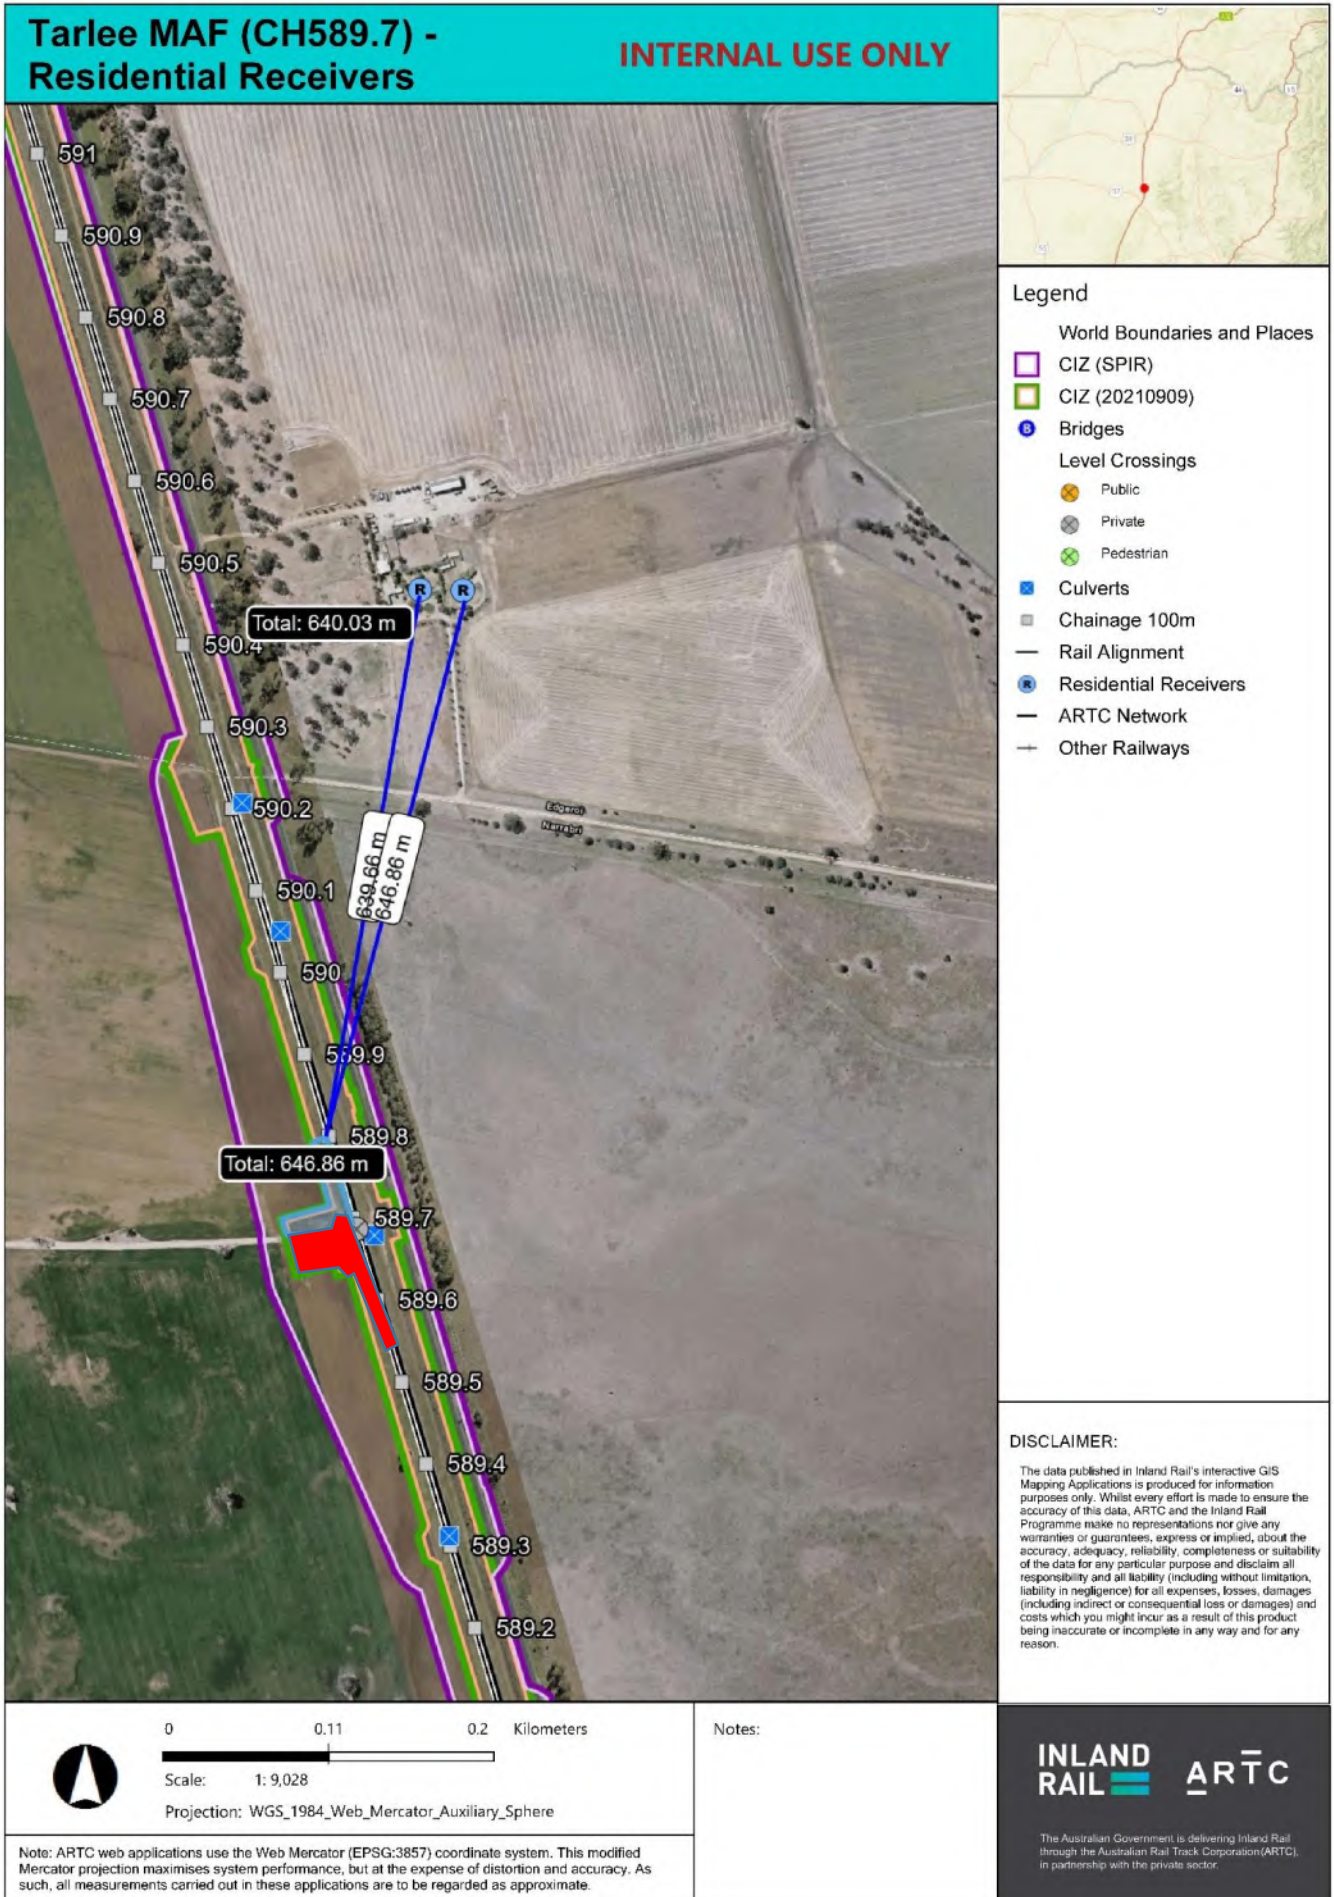 Tarlee MAF (CH589.7) -
Residential Receivers
INTERNAL USE ONLY
591
590.9
590.8
590.7
590.6
590.5
R
R
Total: 640.03 m
590.4
590.3
590.2
Edgeroi
Narrabri
639.66 m
646.86 m
590.1
590
589.9
589.8
Total: 646.86 m
589.7
589.6
589.5
589.4
589.3
589.2
Legend
World Boundaries and Places
CIZ (SPIR)
CIZ (20210909)
B Bridges
Level Crossings
Public
Private
Pedestrian
Culverts
Chainage 100m
Rail Alignment
R Residential Receivers
ARTC Network
Other Railways
DISCLAIMER:
The data published in Inland Rail's interactive GIS
Mapping Applications is produced for information
purposes only. Whilst every effort is made to ensure the
accuracy of this data, ARTC and the Inland Rail
Programme make no representations nor give any
warranties or guarantees, express or implied, about the
accuracy, adequacy, reliability, completeness or suitability
of the data for any particular purpose and disclaim all
responsibility and all liability (including without limitation,
liability in negligence) for all expenses, losses, damages
(including indirect or consequential loss or damages) and
costs which you might incur as a result of this product
being inaccurate or incomplete in any way and for any
reason.
0 0.11 0.2 Kilometers
Scale: 1: 9,028
Projection: WGS_1984_Web_Mercator_Auxiliary_Sphere
Note: ARTC web applications use the Web Mercator (EPSG:3857) coordinate system. This modified
Mercator projection maximises system performance, but at the expense of distortion and accuracy. As
such, all measurements carried out in these applications are to be regarded as approximate.
Notes:
INLAND
RAIL
ARTC
The Australian Government is delivering Inland Rail
through the Australian Rail Track Corporation (ARTC),
in partnership with the private sector.